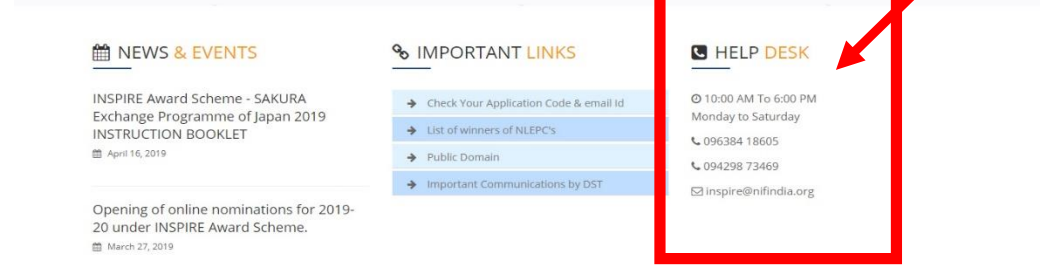 NEWS & EVENTS
INSPIRE Award Scheme - SAKURA
Exchange Programme of Japan 2019
INSTRUCTION BOOKLET
April 16, 2019
Opening of online nominations for 2019-
20 under INSPIRE Award Scheme.
March 27, 2019
IMPORTANT LINKS
Check Your Application Code & email Id
List of winners of NLEPC's
Public Domain
Important Communications by DST
HELP DESK
10:00 AM To 6:00 PM
Monday to Saturday
096384 18605
094298 73469
inspire@nifindia.org